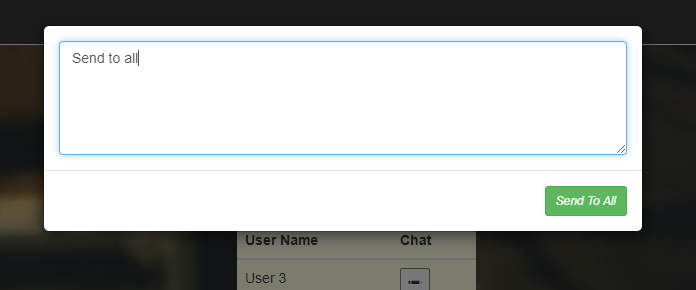 Send to all
Send To All
User Name Chat
User 3